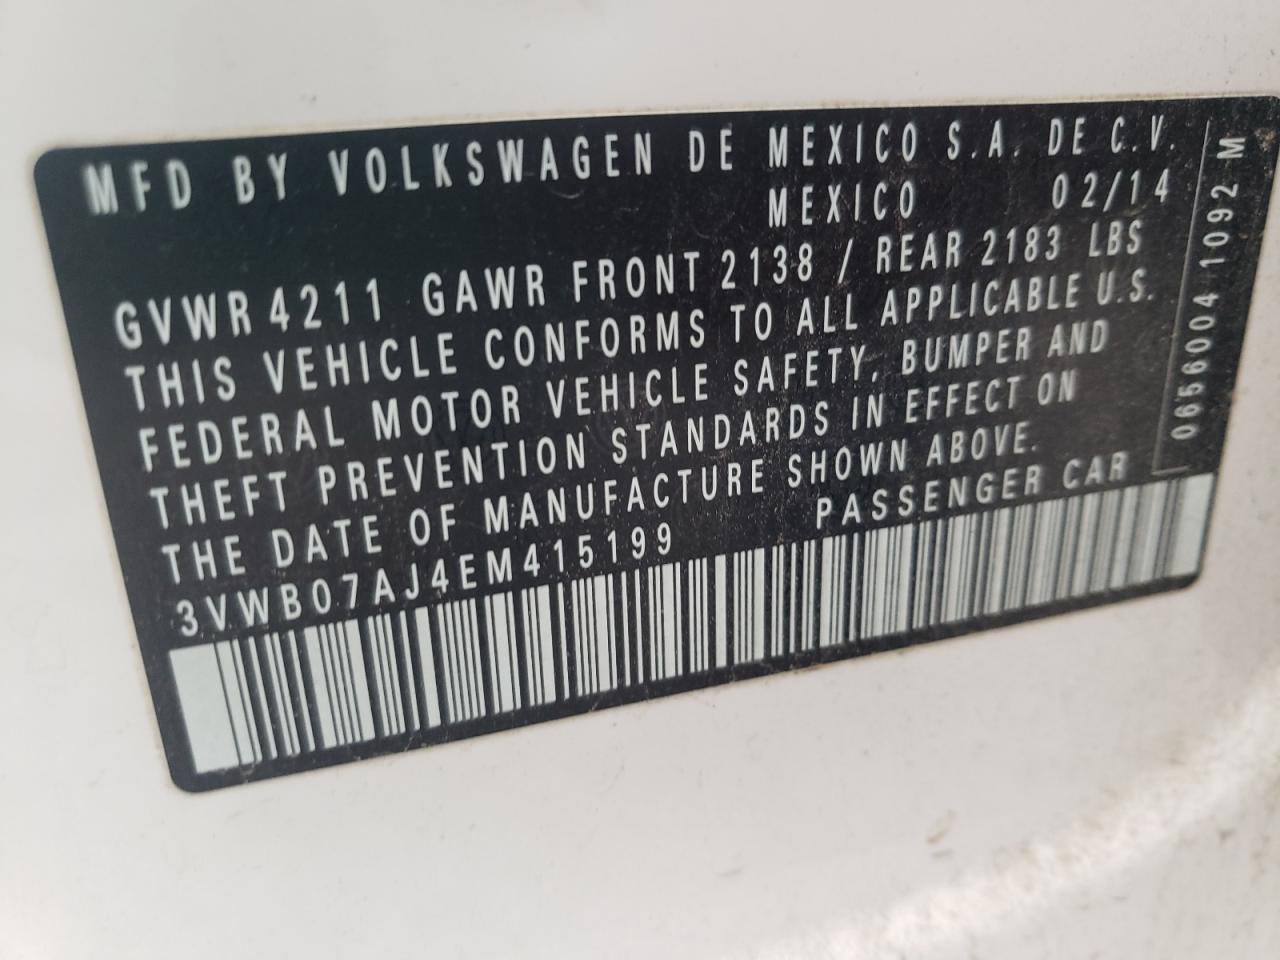 MFD BY VOLKSWAGEN DE MEXICO S.A. DE C.V.
MEXICO 02/14
GVWR 4211 GAWR FRONT 2138 / REAR 2183 LBS
THIS VEHICLE CONFORMS TO ALL APPLICABLE U.S.
FEDERAL MOTOR VEHICLE SAFETY, BUMPER AND
THEFT PREVENTION STANDARDS IN EFFECT ON
THE DATE OF MANUFACTURE SHOWN ABOVE.
3VWB07AJ4EM415199 PASSENGER CAR
0656004 1092 M